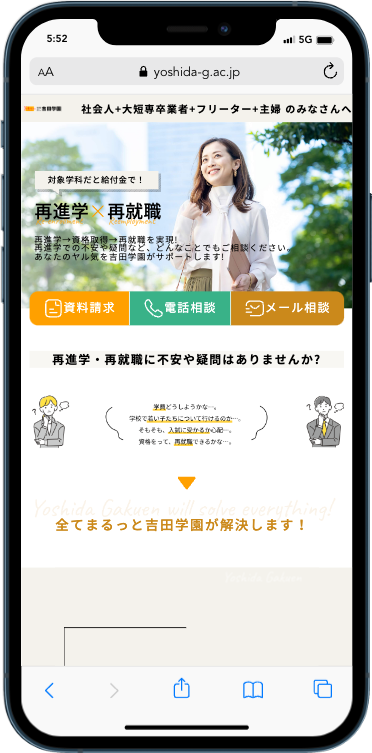 5:52
5G
AA
yoshida-g.ac.jp
吉田学園
社会人+大短専卒業者+フリーター+主婦 のみなさんへ
対象学科だと給付金で！
再進学×再就職
再進学→資格取得→再就職を実現!
再進学での不安や疑問など、どんなことでもご相談ください。
あなたのヤル気を吉田学園がサポートします!
資料請求
電話相談
メール相談
再進学・再就職に不安や疑問はありませんか?
学費どうしようかな…。
学校で若い子たちについて行けるのか…。
そもそも、入試に受かるか心配…。
資格をとって、再就職できるかな…。
Yoshida Gakuen will solve everything!
全てまるっと吉田学園が解決します！